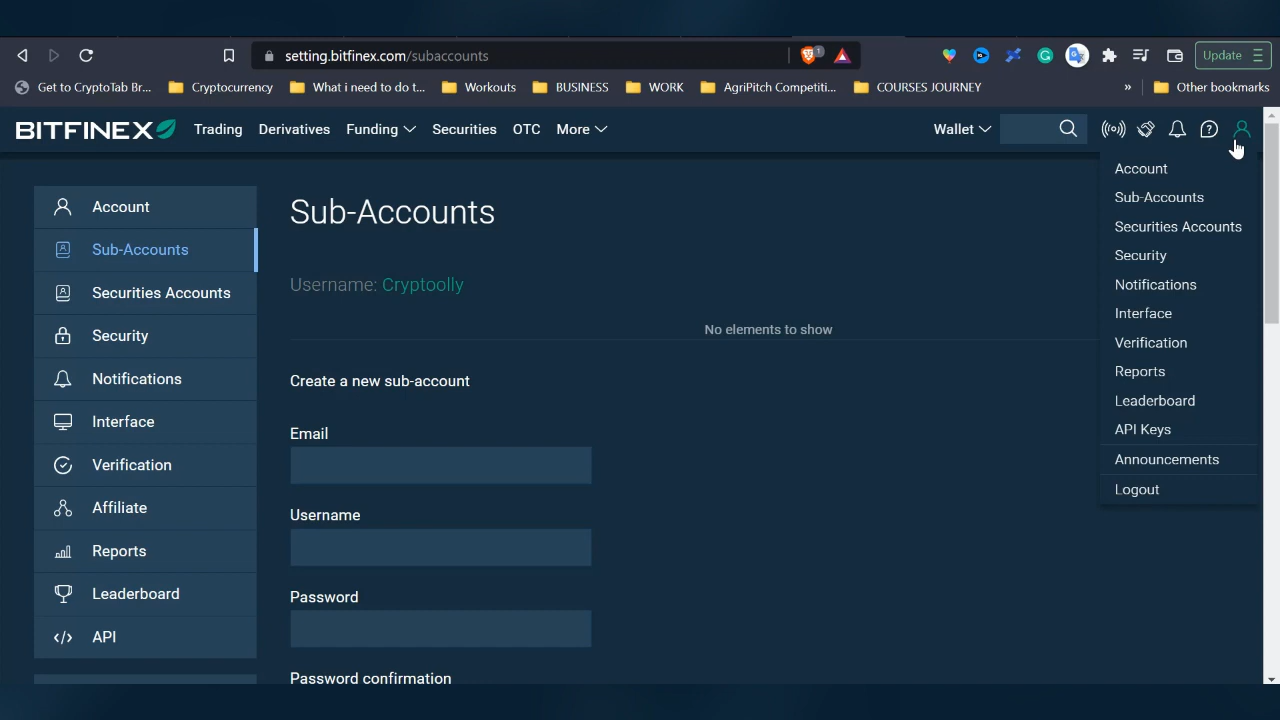 setting.bitfinex.com/subaccounts
1
Update
Get to CryptoTab Br...
Cryptocurrency
What i need to do t...
Workouts
BUSINESS
WORK
AgriPitch Competiti...
COURSES JOURNEY
»
Other bookmarks
BITFINEX
Trading
Derivatives
Funding
Securities
OTC
More
Wallet
Account
Sub-Accounts
Securities Accounts
Security
Notifications
Interface
Verification
Reports
Leaderboard
API Keys
Announcements
Logout
Account
Sub-Accounts
Securities Accounts
Security
Notifications
Interface
Verification
Affiliate
Reports
Leaderboard
API
Sub-Accounts
Username: Cryptoolly
No elements to show
Create a new sub-account
Email
Username
Password
Password confirmation